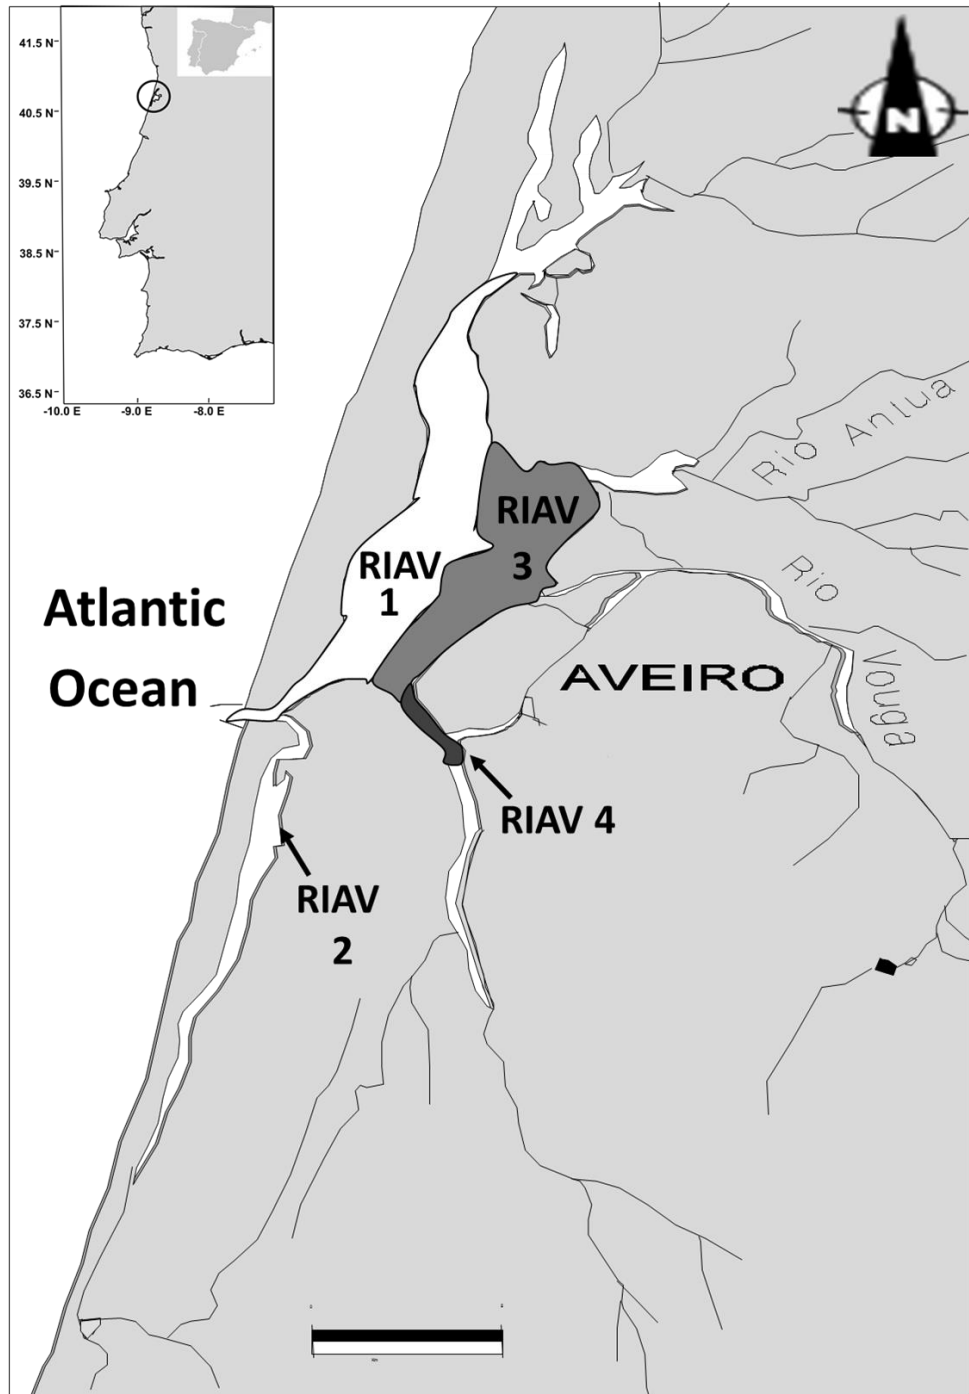 41.5 N
40.5 N
39.5 N
38.5 N
37.5 N
36.5 N
-10.0 E
-9.0 E
-8.0 E
N
Rio Antua
RIAV
3
RIAV
1
Rio
Vouga
Atlantic
Ocean
AVEIRO
RIAV 4
RIAV
2